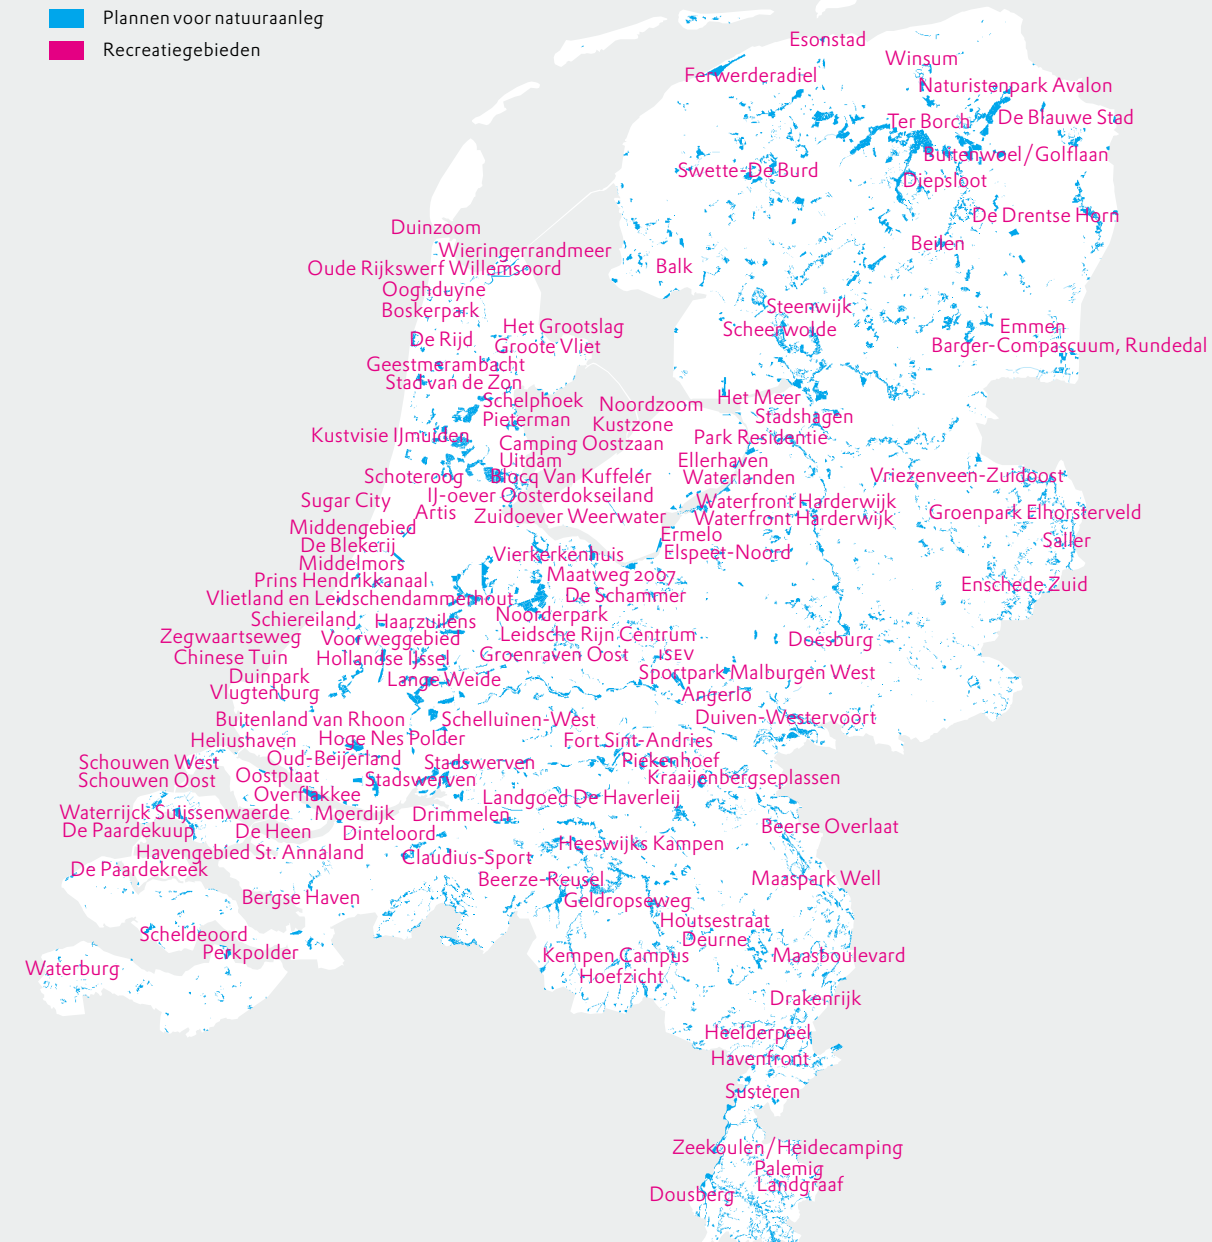 Plannen voor natuuraanleg
Recreatiegebieden
Esonstad
Winsum
Ferwerderadiel
Naturistenpark Avalon
Ter Borch
De Blauwe Stad
Buitenwoel/Golflaan
Swette-De Burd
Diepsloot
De Drentse Horn
Duinzoom
Beilen
Wieringerrandmeer
Oude Rijkswerf Willemsoord
Balk
Ooghduyne
Boskerpark
Steenwijk
Het Grootslag
Scheerwolde
Emmen
De Rijd
Groote Vliet
Barger-Compascuum, Rundedal
Geestmerambacht
Stad van de Zon
Schelphoek
Noordzoom
Het Meer
Pieterman
Kustzone
Stadshagen
Kustvisie IJmuiden
Camping Oostzaan
Park Residentie
Uitdam
Ellerhaven
Schoteroog
Blocq Van Kuffeler
Waterlanden
Vriezenveen-Zuidoost
Sugar City
IJ-oever Oosterdokseiland
Waterfront Harderwijk
Artis
Zuidoever Weerwater
Waterfront Harderwijk
Groenpark Elhorsterveld
Middengebied
Ermelo
De Blekerij
Vierkerkenhuis
Elspeet-Noord
Saller
Middelmors
Maatweg 2007
Prins Hendrikkanaal
De Schammer
Enschede Zuid
Vlietland en Leidschendammerhout
Noorderpark
Schiereiland
Haarzuilens
Zegwaartseweg
Voorweggebied
Leidsche Rijn Centrum
Doesburg
Chinese Tuin
Hollandse IJssel
Groenraven Oost
ISEV
Duinpark
Lange Weide
Sportpark Malburgen West
Vlugtenburg
Angerlo
Buitenland van Rhoon
Schelluinen-West
Duiven-Westervoort
Heliushaven
Hoge Nes Polder
Fort Sint-Andries
Schouwen West
Oud-Beijerland
Stadswerven
Piekenhoef
Schouwen Oost
Oostplaat
Stadswerven
Kraaijenbergseplassen
Overflakkee
Landgoed De Haverleij
Waterrijck Suijssenwaerde
Moerdijk
Drimmelen
De Paardekuup
De Heen
Dinteloord
Beerse Overlaat
Havengebied St. Annaland
Claudius-Sport
Heeswijks Kampen
De Paardekreek
Beerze-Reusel
Maaspark Well
Bergse Haven
Geldropseweg
Houtsestraat
Scheldeoord
Deurne
Perkpolder
Kempen Campus
Maasboulevard
Waterburg
Hoefzicht
Drakenrijk
Heelderpeel
Havenfront
Susteren
Zeekoulen/Heidecamping
Palemig
Landgraaf
Dousberg